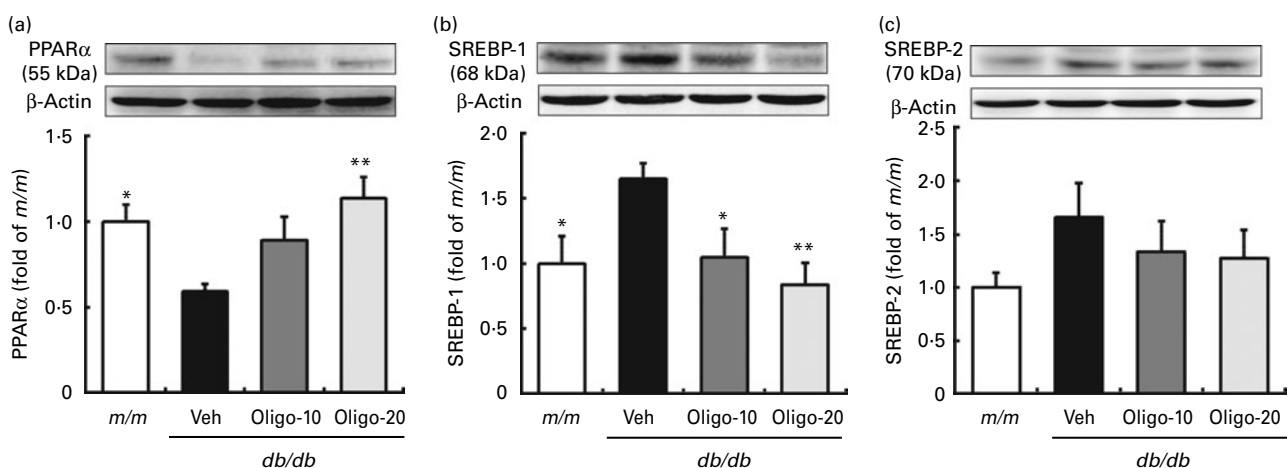 (a)
PPARα
(55 kDa)
β-Actin
PPARα (fold of m/m)
1·5
1·0
0·5
0
*
**
m/m
Veh
Oligo-10
Oligo-20
db/db
(b)
SREBP-1
(68 kDa)
β-Actin
SREBP-1 (fold of m/m)
2·0
1·5
1·0
0·5
0
*
*
**
m/m
Veh
Oligo-10
Oligo-20
db/db
(c)
SREBP-2
(70 kDa)
β-Actin
SREBP-2 (fold of m/m)
2·5
2·0
1·5
1·0
0·5
0
m/m
Veh
Oligo-10
Oligo-20
db/db